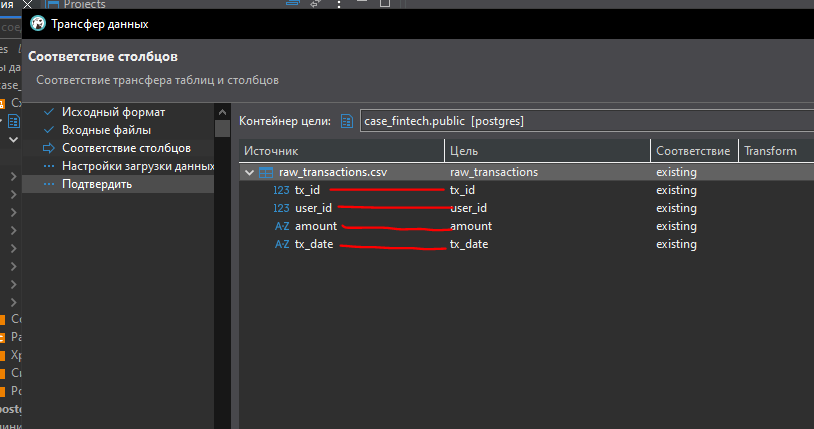 ия
Projects
Трансфер данных
Соответствие столбцов
Соответствие трансфера таблиц и столбцов
Исходный формат
Входные файлы
Соответствие столбцов
Настройки загрузки данных
Подтвердить
Контейнер цели:
case_fintech.public [postgres]
Источник
Цель
Соответствие
Transform
raw_transactions.csv
raw_transactions
existing
123 tx_id
tx_id
existing
123 user_id
user_id
existing
A-Z amount
amount
existing
A-Z tx_date
tx_date
existing